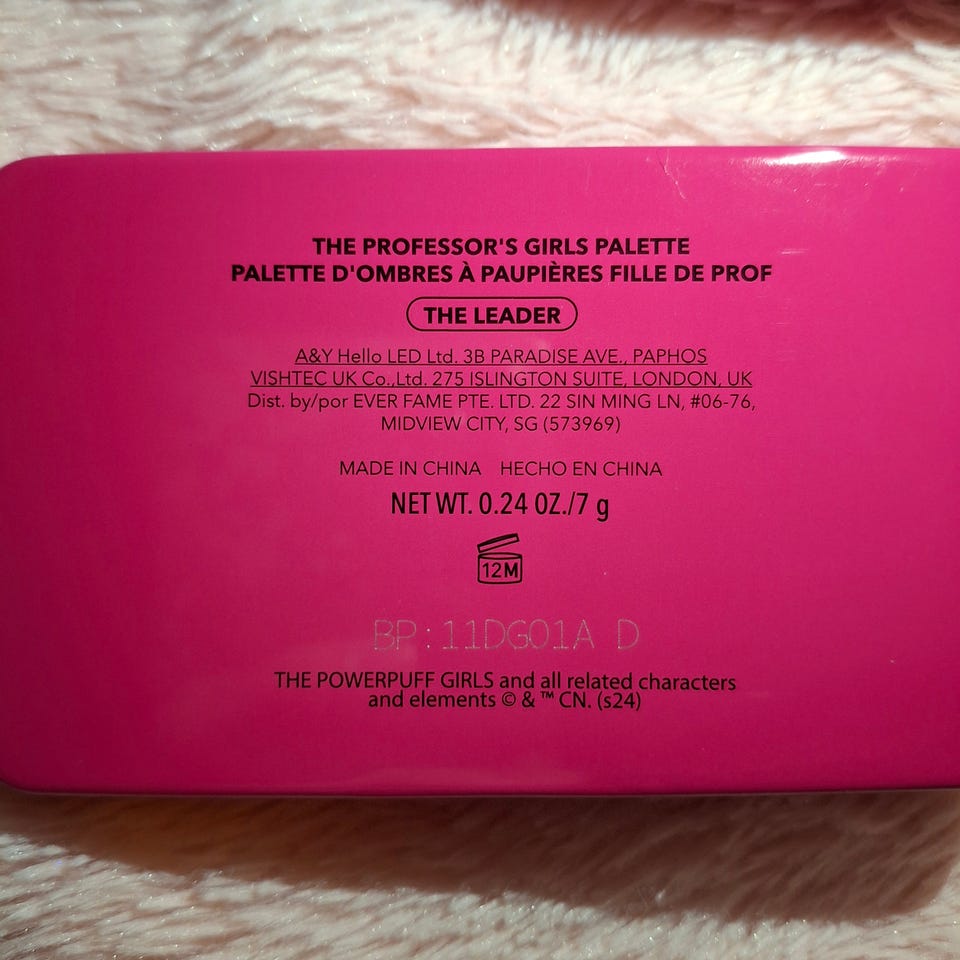 THE PROFESSOR'S GIRLS PALETTE
PALETTE D'OMBRES À PAUPIÈRES FILLE DE PROF
THE LEADER
A&Y Hello LED Ltd. 3B PARADISE AVE., PAPHOS
VISHTEC UK Co.,Ltd. 275 ISLINGTON SUITE, LONDON, UK
Dist. by/por EVER FAME PTE. LTD. 22 SIN MING LN, #06-76,
MIDVIEW CITY, SG (573969)
MADE IN CHINA HECHO EN CHINA
NET WT. 0.24 OZ./7 g
12M
BP:11DG01A D
THE POWERPUFF GIRLS and all related characters
and elements © & ™ CN. (s24)